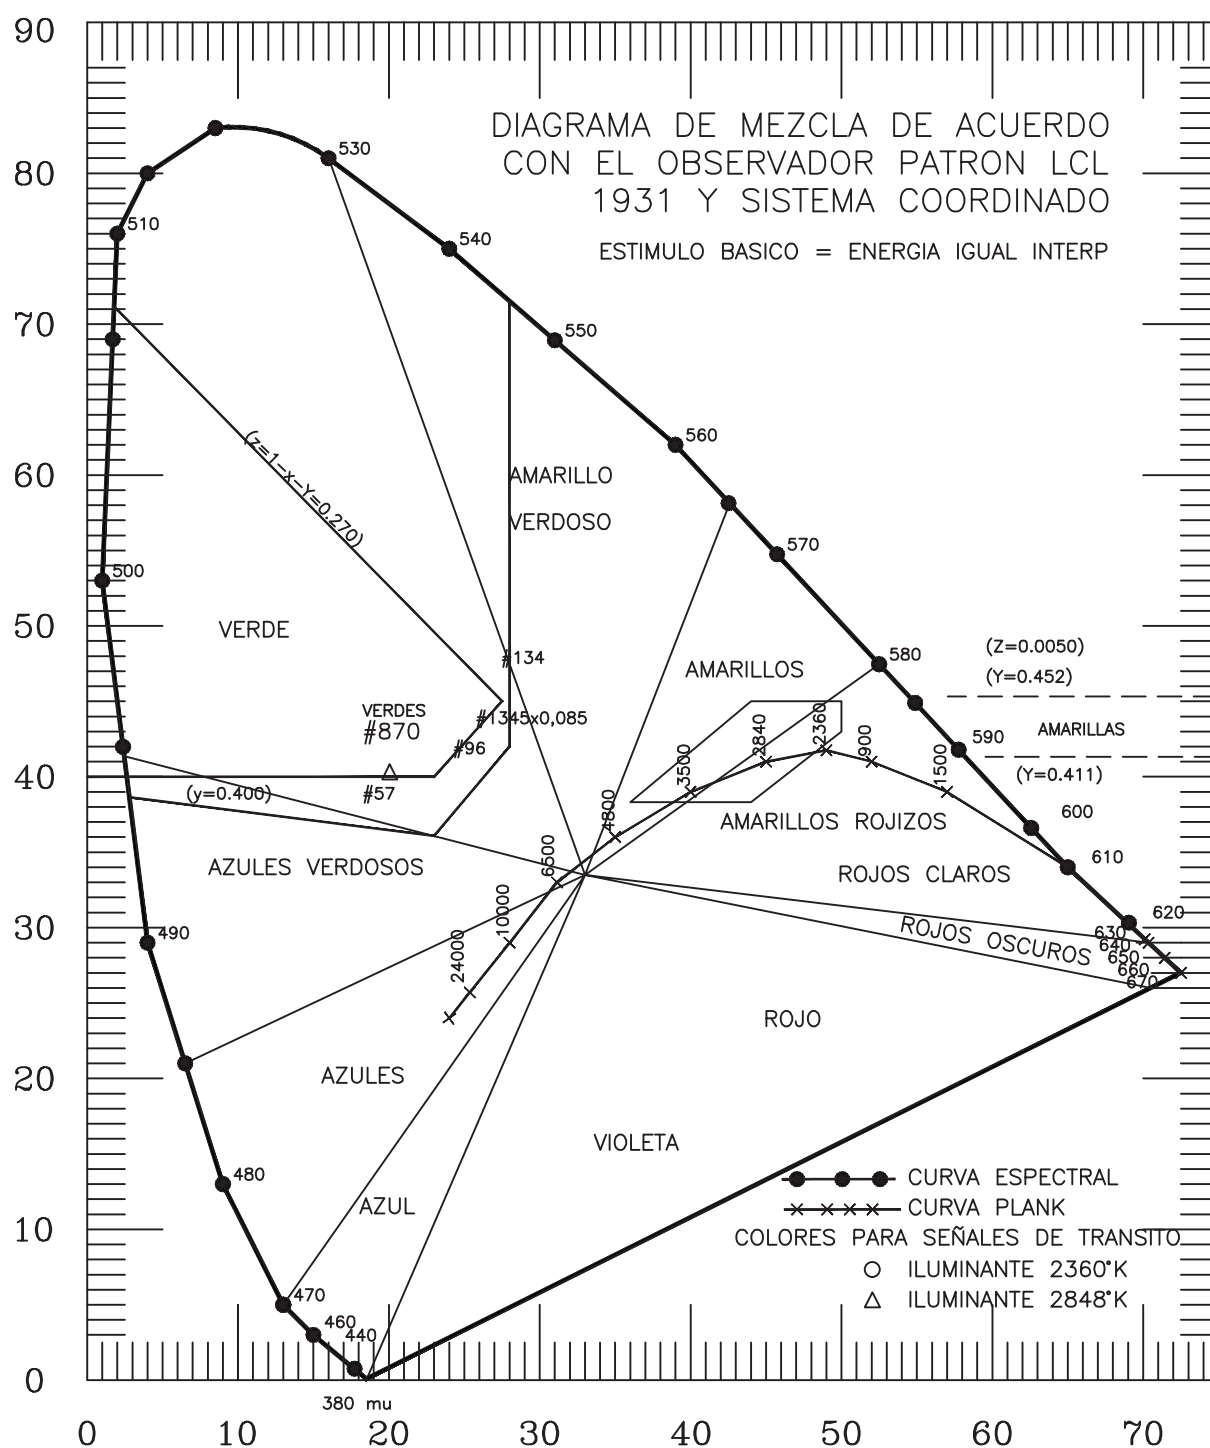 90
80
70
60
50
40
30
20
10
0
DIAGRAMA DE MEZCLA DE ACUERDO
CON EL OBSERVADOR PATRON LCL
1931 Y SISTEMA COORDINADO
ESTIMULO BASICO = ENERGIA IGUAL INTERP
530
510
540
550
560
570
500
580
590
600
610
620
630
640
650
660
670
490
480
470
460
440
380 mu
(z=1-x-Y=0.270)
AMARILLO
VERDOSO
VERDE
#134
AMARILLOS
(Z=0.0050)
(Y=0.452)
VERDES
#870
#1345x0,085
#96
#57
(y=0.400)
AMARILLAS
(Y=0.411)
24000
10000
6500
4800
3500
2840
2360
900
1500
AMARILLOS ROJIZOS
AZULES VERDOSOS
ROJOS CLAROS
ROJOS OSCUROS
ROJO
AZULES
VIOLETA
AZUL
CURVA ESPECTRAL
CURVA PLANK
COLORES PARA SEÑALES DE TRANSITO
ILUMINANTE 2360°K
ILUMINANTE 2848°K
0 10 20 30 40 50 60 70